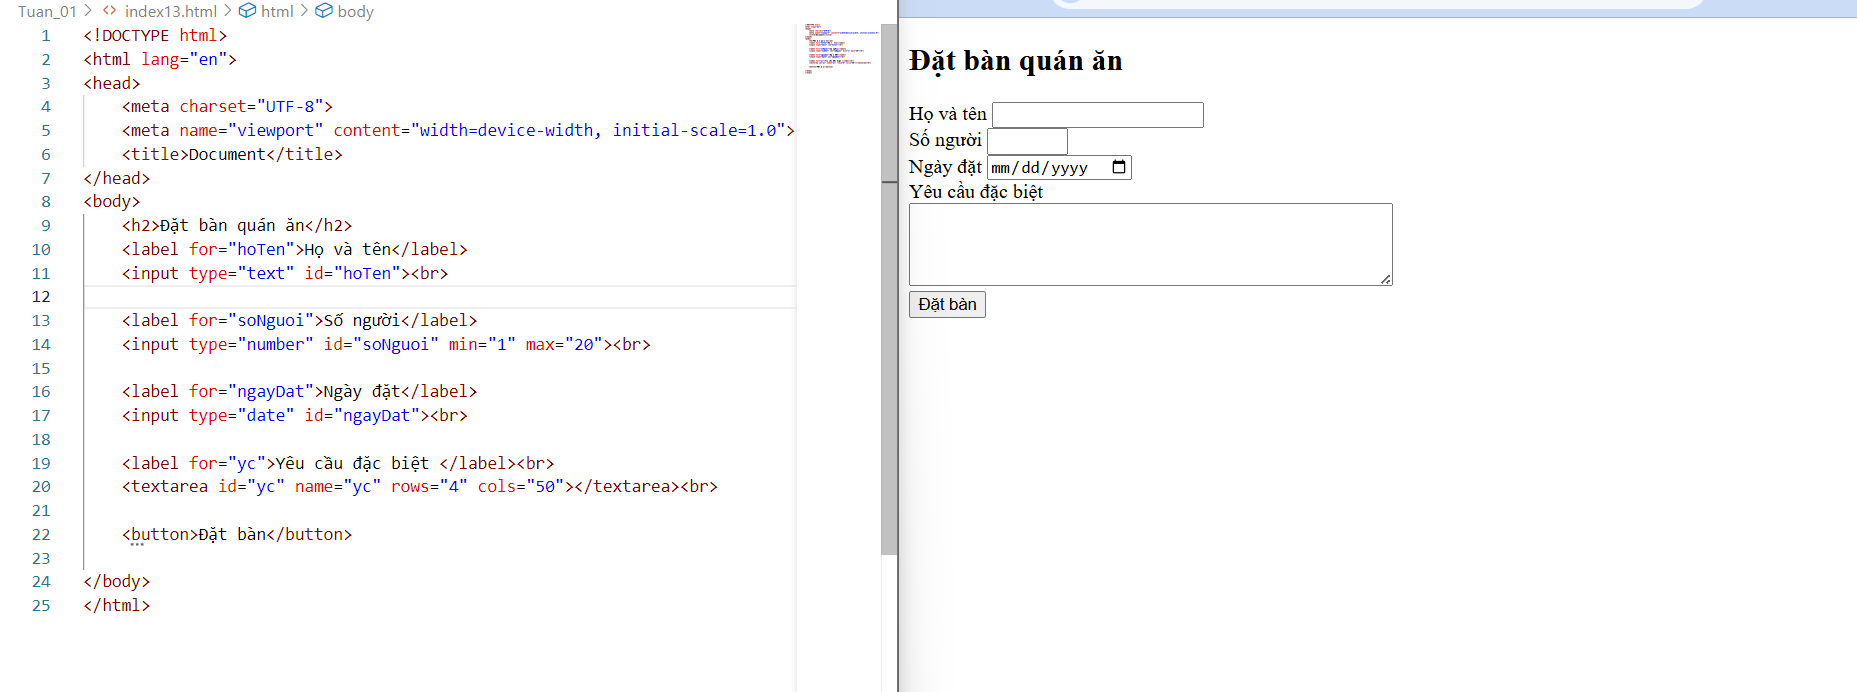 Tuan_01 > <> index13.html > html > body
1 <!DOCTYPE html>
2 <html lang="en">
3 <head>
4 <meta charset="UTF-8">
5 <meta name="viewport" content="width=device-width, initial-scale=1.0">
6 <title>Document</title>
7 </head>
8 <body>
9 <h2>Đặt bàn quán ăn</h2>
10 <label for="hoTen">Họ và tên</label>
11 <input type="text" id="hoTen"><br>
12
13 <label for="soNguoi">Số người</label>
14 <input type="number" id="soNguoi" min="1" max="20"><br>
15
16 <label for="ngayDat">Ngày đặt</label>
17 <input type="date" id="ngayDat"><br>
18
19 <label for="yc">Yêu cầu đặc biệt </label><br>
20 <textarea id="yc" name="yc" rows="4" cols="50"></textarea><br>
21
22 <button>Đặt bàn</button>
23
24 </body>
25 </html>
Đặt bàn quán ăn
Họ và tên
Số người
Ngày đặt mm/dd/yyyy
Yêu cầu đặc biệt
Đặt bàn